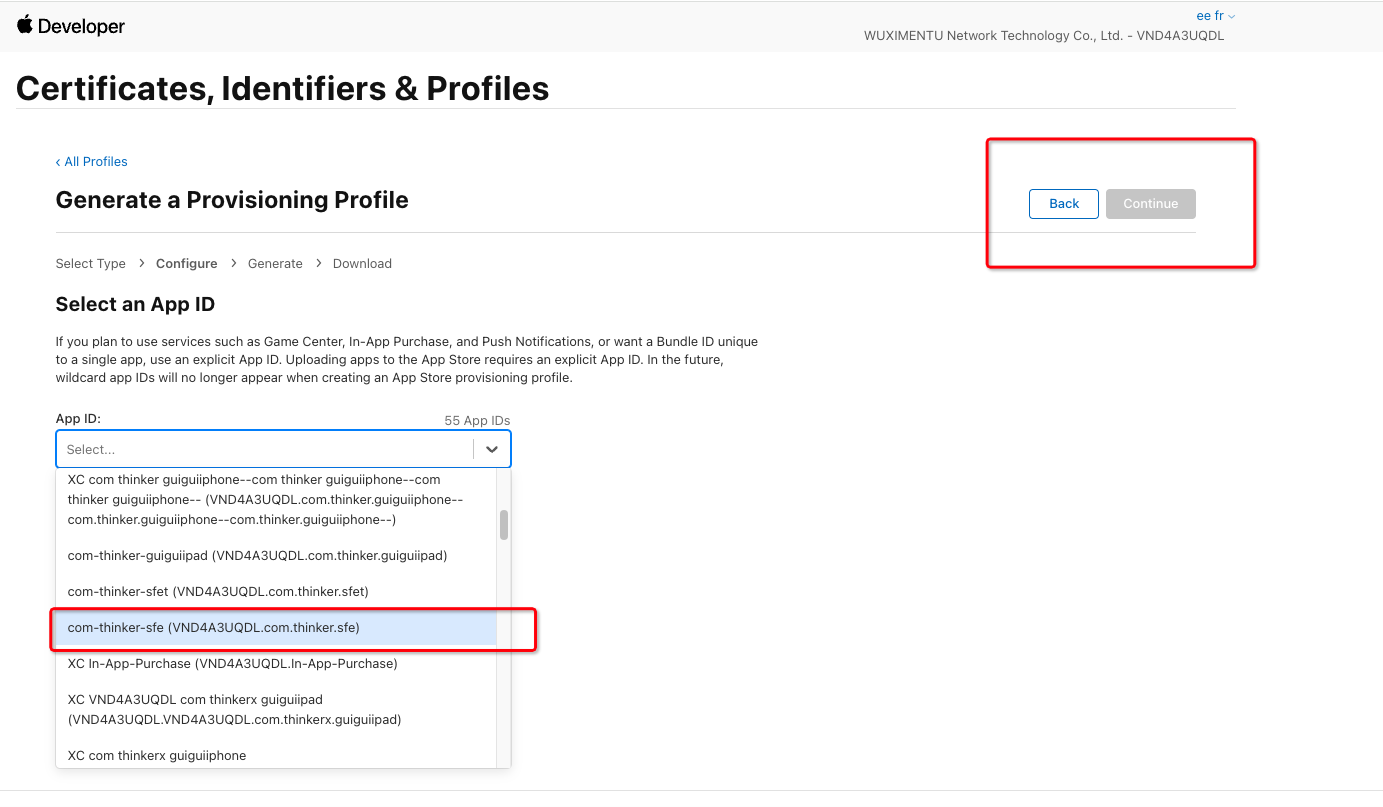 Developer
ee fr
WUXIMENTU Network Technology Co., Ltd. - VND4A3UQDL
Certificates, Identifiers & Profiles
‹ All Profiles
Generate a Provisioning Profile
Back
Continue
Select Type > Configure > Generate > Download
Select an App ID
If you plan to use services such as Game Center, In-App Purchase, and Push Notifications, or want a Bundle ID unique
to a single app, use an explicit App ID. Uploading apps to the App Store requires an explicit App ID. In the future,
wildcard app IDs will no longer appear when creating an App Store provisioning profile.
App ID:
55 App IDs
Select...
XC com thinker guiguiiphone--com thinker guiguiiphone--com
thinker guiguiiphone-- (VND4A3UQDL.com.thinker.guiguiiphone--
com.thinker.guiguiiphone--com.thinker.guiguiiphone--)
com-thinker-guiguiipad (VND4A3UQDL.com.thinker.guiguiipad)
com-thinker-sfet (VND4A3UQDL.com.thinker.sfet)
com-thinker-sfe (VND4A3UQDL.com.thinker.sfe)
XC In-App-Purchase (VND4A3UQDL.In-App-Purchase)
XC VND4A3UQDL com thinkerx guiguiipad
(VND4A3UQDL.VND4A3UQDL.com.thinkerx.guiguiipad)
XC com thinkerx guiguiiphone